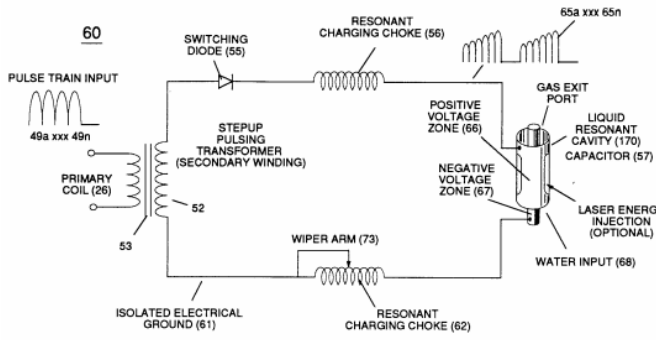 60
PULSE TRAIN INPUT
49a xxx 49n
PRIMARY
COIL (26)
53
52
STEPUP
PULSING
TRANSFORMER
(SECONDARY WINDING)
SWITCHING
DIODE (55)
RESONANT
CHARGING CHOKE (56)
65a xxx 65n
GAS EXIT
PORT
POSITIVE
VOLTAGE
ZONE (66)
LIQUID
RESONANT
CAVITY (170)
CAPACITOR (57)
NEGATIVE
VOLTAGE
ZONE (67)
LASER ENERGY
INJECTION
(OPTIONAL)
WATER INPUT (68)
WIPER ARM (73)
ISOLATED ELECTRICAL
GROUND (61)
RESONANT
CHARGING CHOKE (62)